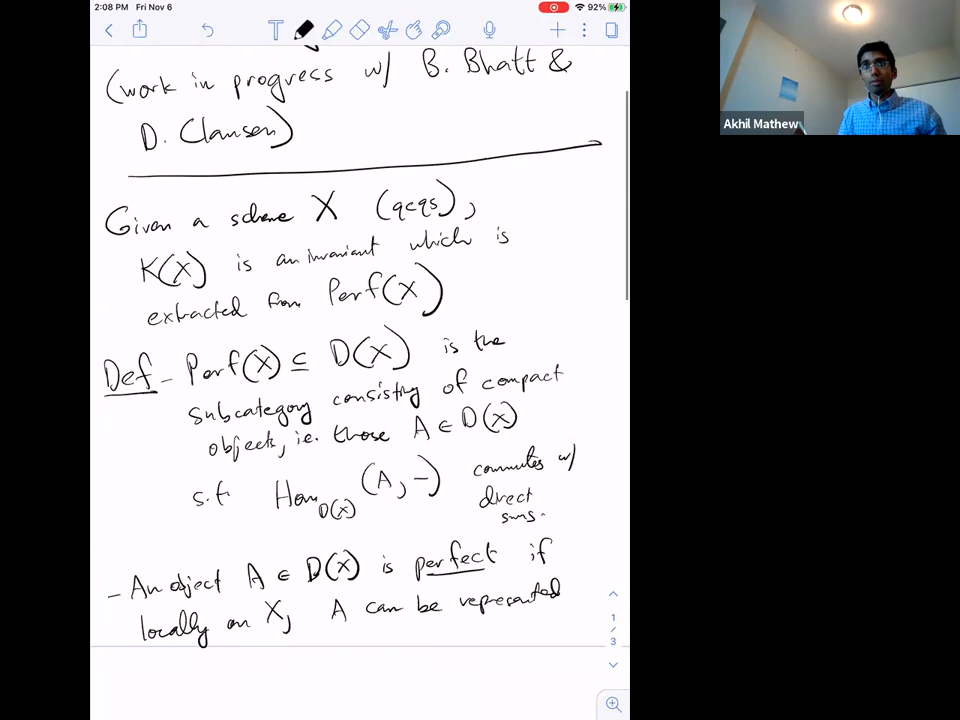 2:08 PM Fri Nov 6
92%
(work in progress w/ B. Bhatt &
D. Clausen)
Given a scheme X (qcqs),
K(X) is an invariant which is
extracted from Perf(X)
Def - Perf(X) ⊆ D(X) is the
subcategory consisting of compact
objects, i.e. those A ∈ D(X)
s.t. Hom_{D(X)} (A, -) commutes w/
direct
sums.
- An object A ∈ D(X) is perfect if
locally on X, A can be represented
1
/
3
Akhil Mathew